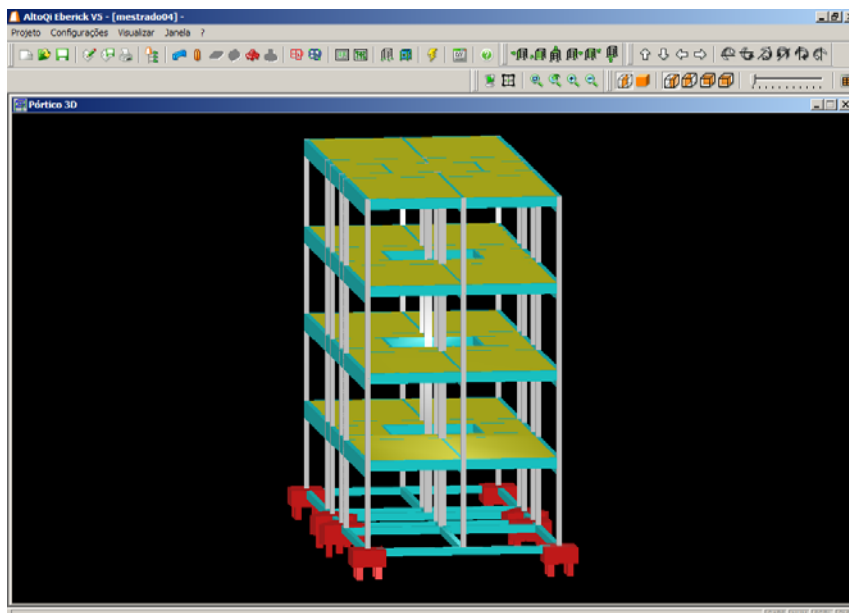 AltoQi Eberick V5 - [mestrado04] -
Projeto Configurações Visualizar Janela ?
Pórtico 3D